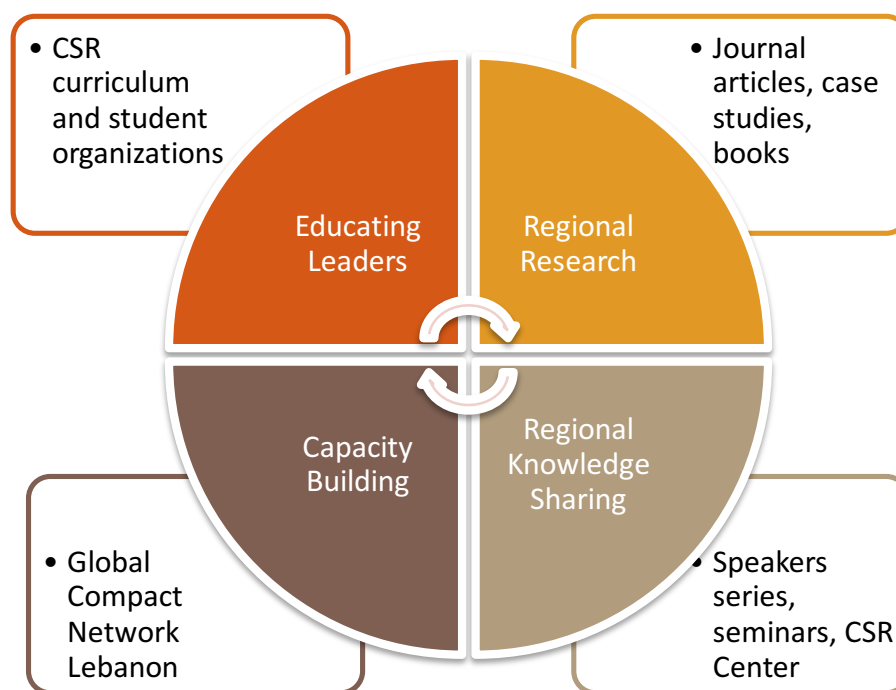 • CSR
curriculum
and student
organizations
• Journal
articles, case
studies,
books
Educating
Leaders
Regional
Research
Capacity
Building
Regional
Knowledge
Sharing
• Global
Compact
Network
Lebanon
• Speakers
series,
seminars, CSR
Center